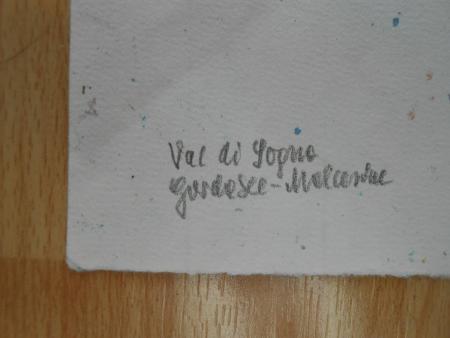 Val di Sogno
Gardasee-Malcesine